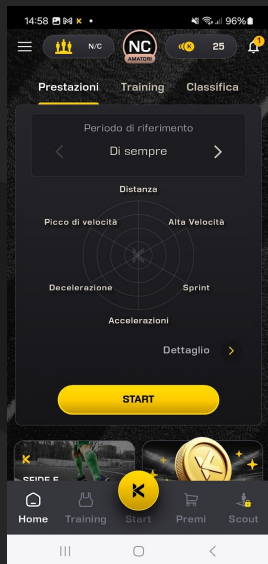 14:58 96%
N/C NC AMATORI 25 1
Prestazioni Training Classifica
Periodo di riferimento
Di sempre
Distanza
Picco di velocità Alta Velocità
Decelerazione Sprint
Accelerazioni
Dettaglio
START
SFIDE E
Home Training Start Premi Scout